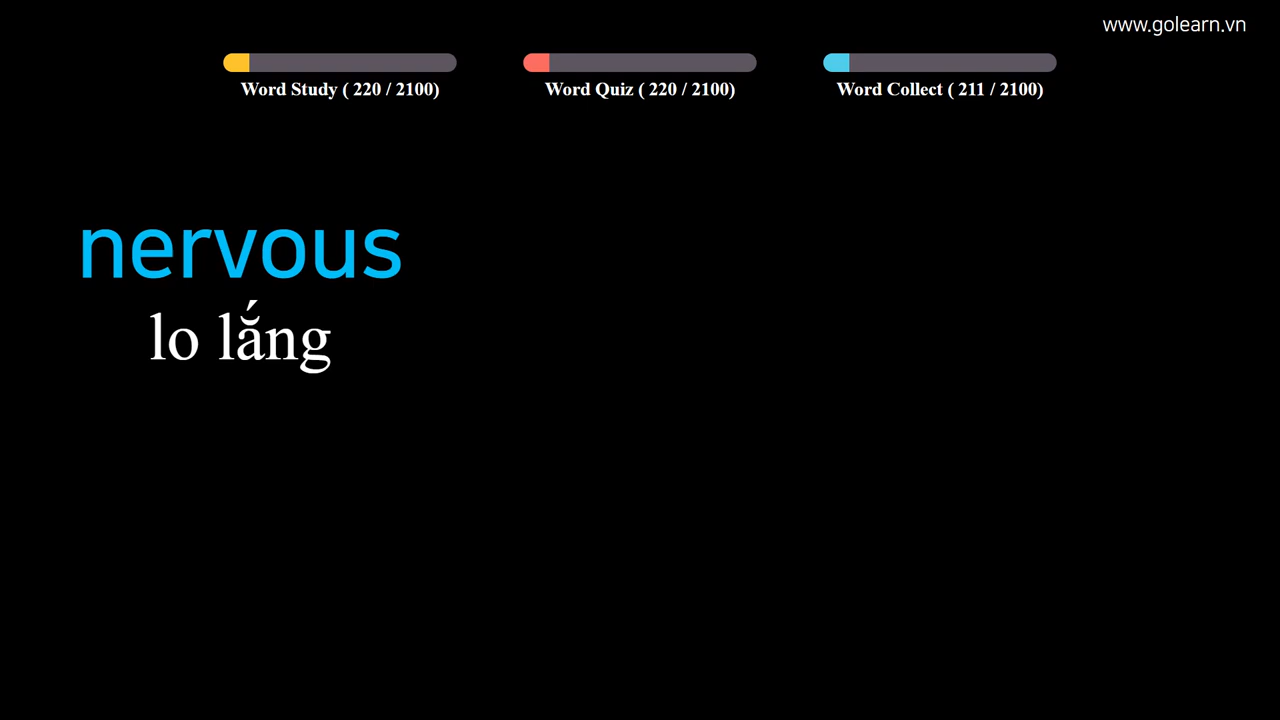 www.golearn.vn
Word Study ( 220 / 2100)
Word Quiz ( 220 / 2100)
Word Collect ( 211 / 2100)
nervous
lo lắng